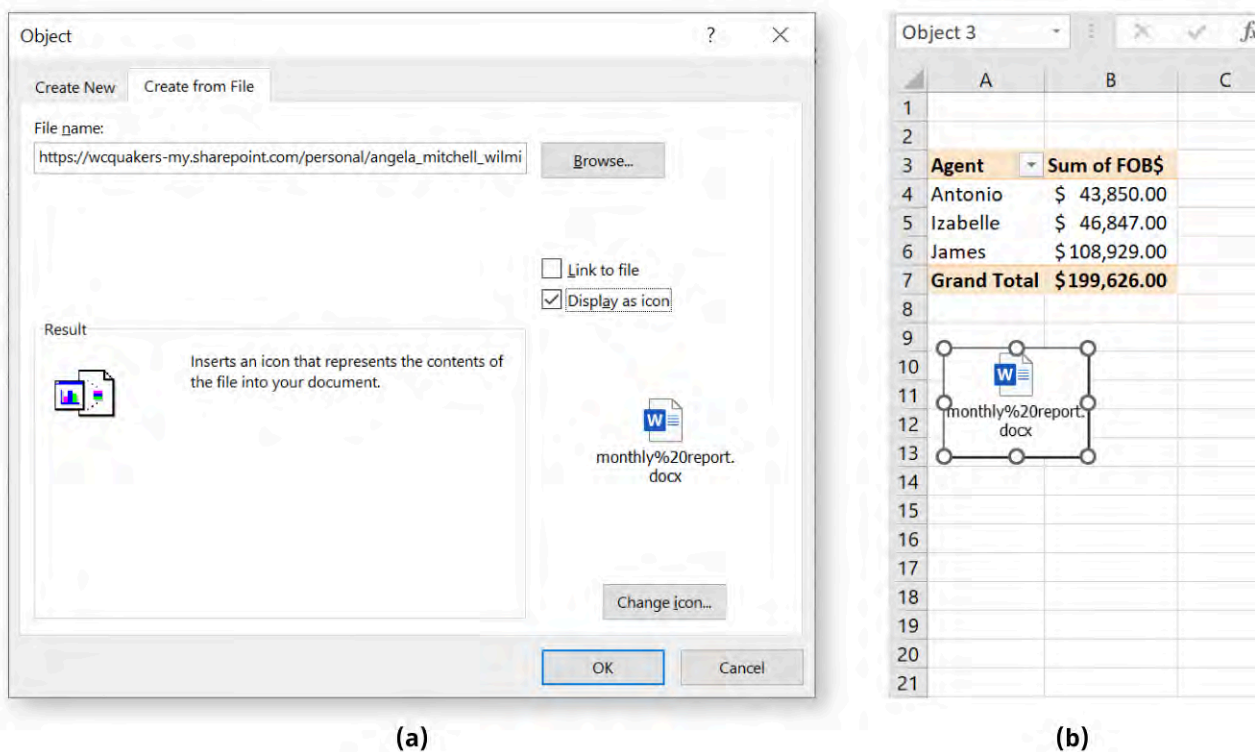 Object ? ×
Create New Create from File
File name:
https://wcquakers-my.sharepoint.com/personal/angela_mitchell_wilmi Browse...
Link to file
Display as icon
Result
Inserts an icon that represents the contents of
the file into your document.
W
monthly%20report.
docx
Change icon...
OK Cancel
(a)
Object 3 fx
A B C
1
2
3 Agent Sum of FOB$
4 Antonio $ 43,850.00
5 Izabelle $ 46,847.00
6 James $108,929.00
7 Grand Total $199,626.00
8
9
10 W
11 monthly%20report.
12 docx
13
14
15
16
17
18
19
20
21
(b)